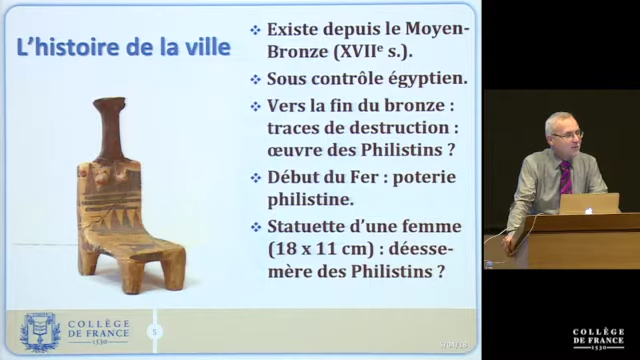 L'histoire de la ville
❖ Existe depuis le Moyen-
Bronze (XVIIe s.).
❖ Sous contrôle égyptien.
❖ Vers la fin du bronze :
traces de destruction :
œuvre des Philistins ?
❖ Début du Fer : poterie
philistine.
❖ Statuette d'une femme
(18 x 11 cm) : déesse-
mère des Philistins ?
COLLÈGE
DE FRANCE
1530
5
COLLÈGE
DE FRANCE
1530